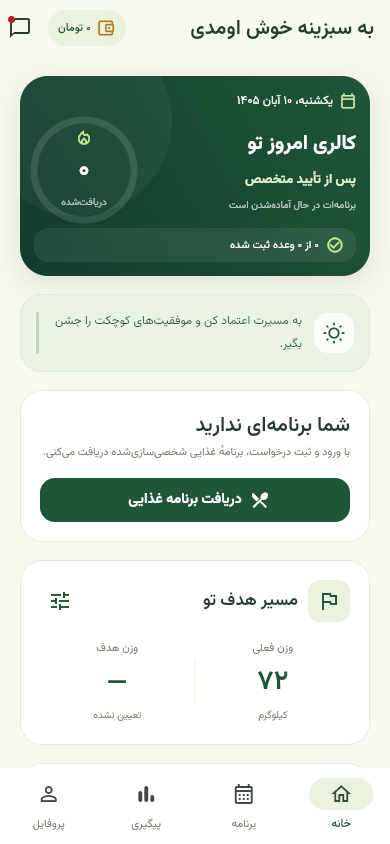 به سبزینه خوش اومدی
۰ تومان
یکشنبه، ۱۰ آبان ۱۴۰۵
کالری امروز تو
پس از تأیید متخصص
برنامه‌ات در حال آماده‌شدن است
۰
دریافت‌شده
۰ از ۰ وعده ثبت شده
به مسیرت اعتماد کن و موفقیت‌های کوچکت را جشن
بگیر.
شما برنامه‌ای ندارید
با ورود و ثبت درخواست، برنامهٔ غذایی شخصی‌سازی‌شده دریافت می‌کنی.
دریافت برنامه غذایی
مسیر هدف تو
وزن فعلی
۷۲
کیلوگرم
وزن هدف
—
تعیین نشده
خانه
برنامه
پیگیری
پروفایل